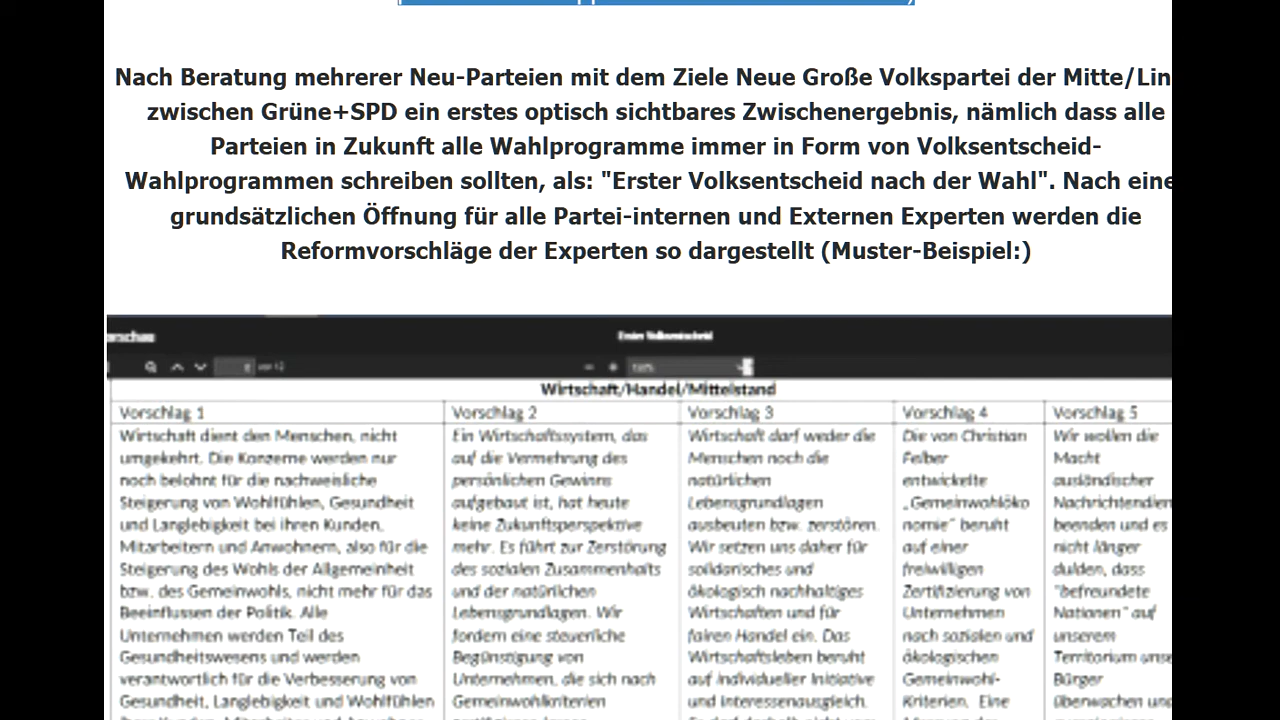 Nach Beratung mehrerer Neu-Parteien mit dem Ziele Neue Große Volkspartei der Mitte/Lin
zwischen Grüne+SPD ein erstes optisch sichtbares Zwischenergebnis, nämlich dass alle
Parteien in Zukunft alle Wahlprogramme immer in Form von Volksentscheid-
Wahlprogrammen schreiben sollten, als: "Erster Volksentscheid nach der Wahl". Nach eine
grundsätzlichen Öffnung für alle Partei-internen und Externen Experten werden die
Reformvorschläge der Experten so dargestellt (Muster-Beispiel:)
Erster Volksentscheid
Wirtschaft/Handel/Mittelstand
Vorschlag 1
Wirtschaft dient den Menschen, nicht
umgekehrt. Die Konzerne werden nur
noch belohnt für die nachweisliche
Steigerung von Wohlfühlen, Gesundheit
und Langlebigkeit bei ihren Kunden,
Mitarbeitern und Anwohnern, also für die
Steigerung des Wohls der Allgemeinheit
bzw. des Gemeinwohls, nicht mehr für das
Beeinflussen der Politik. Alle
Unternehmen werden Teil des
Gesundheitswesens und werden
verantwortlich für die Verbesserung von
Gesundheit, Langlebigkeit und Wohlfühlen
Vorschlag 2
Ein Wirtschaftssystem, das
auf die Vermehrung des
persönlichen Gewinns
aufgebaut ist, hat heute
keine Zukunftsperspektive
mehr. Es führt zur Zerstörung
des sozialen Zusammenhalts
und der natürlichen
Lebensgrundlagen. Wir
fordern eine steuerliche
Begünstigung von
Unternehmen, die sich nach
Gemeinwohlkriterien
Vorschlag 3
Wirtschaft darf weder die
Menschen noch die
natürlichen
Lebensgrundlagen
ausbeuten bzw. zerstören.
Wir setzen uns daher für
solidarisches und
ökologisch nachhaltiges
Wirtschaften und für
fairen Handel ein. Das
Wirtschaftsleben beruht
auf individueller Initiative
und Interessenausgleich.
Vorschlag 4
Die von Christian
Felber
entwickelte
„Gemeinwohlöko
nomie" beruht
auf einer
freiwilligen
Zertifizierung von
Unternehmen
nach sozialen und
ökologischen
Gemeinwohl-
Kriterien. Eine
Vorschlag 5
Wir wollen die
Macht
ausländischer
Nachrichtendien
beenden und es
nicht länger
dulden, dass
"befreundete
Nationen" auf
unserem
Territorium unse
Bürger
überwachen und